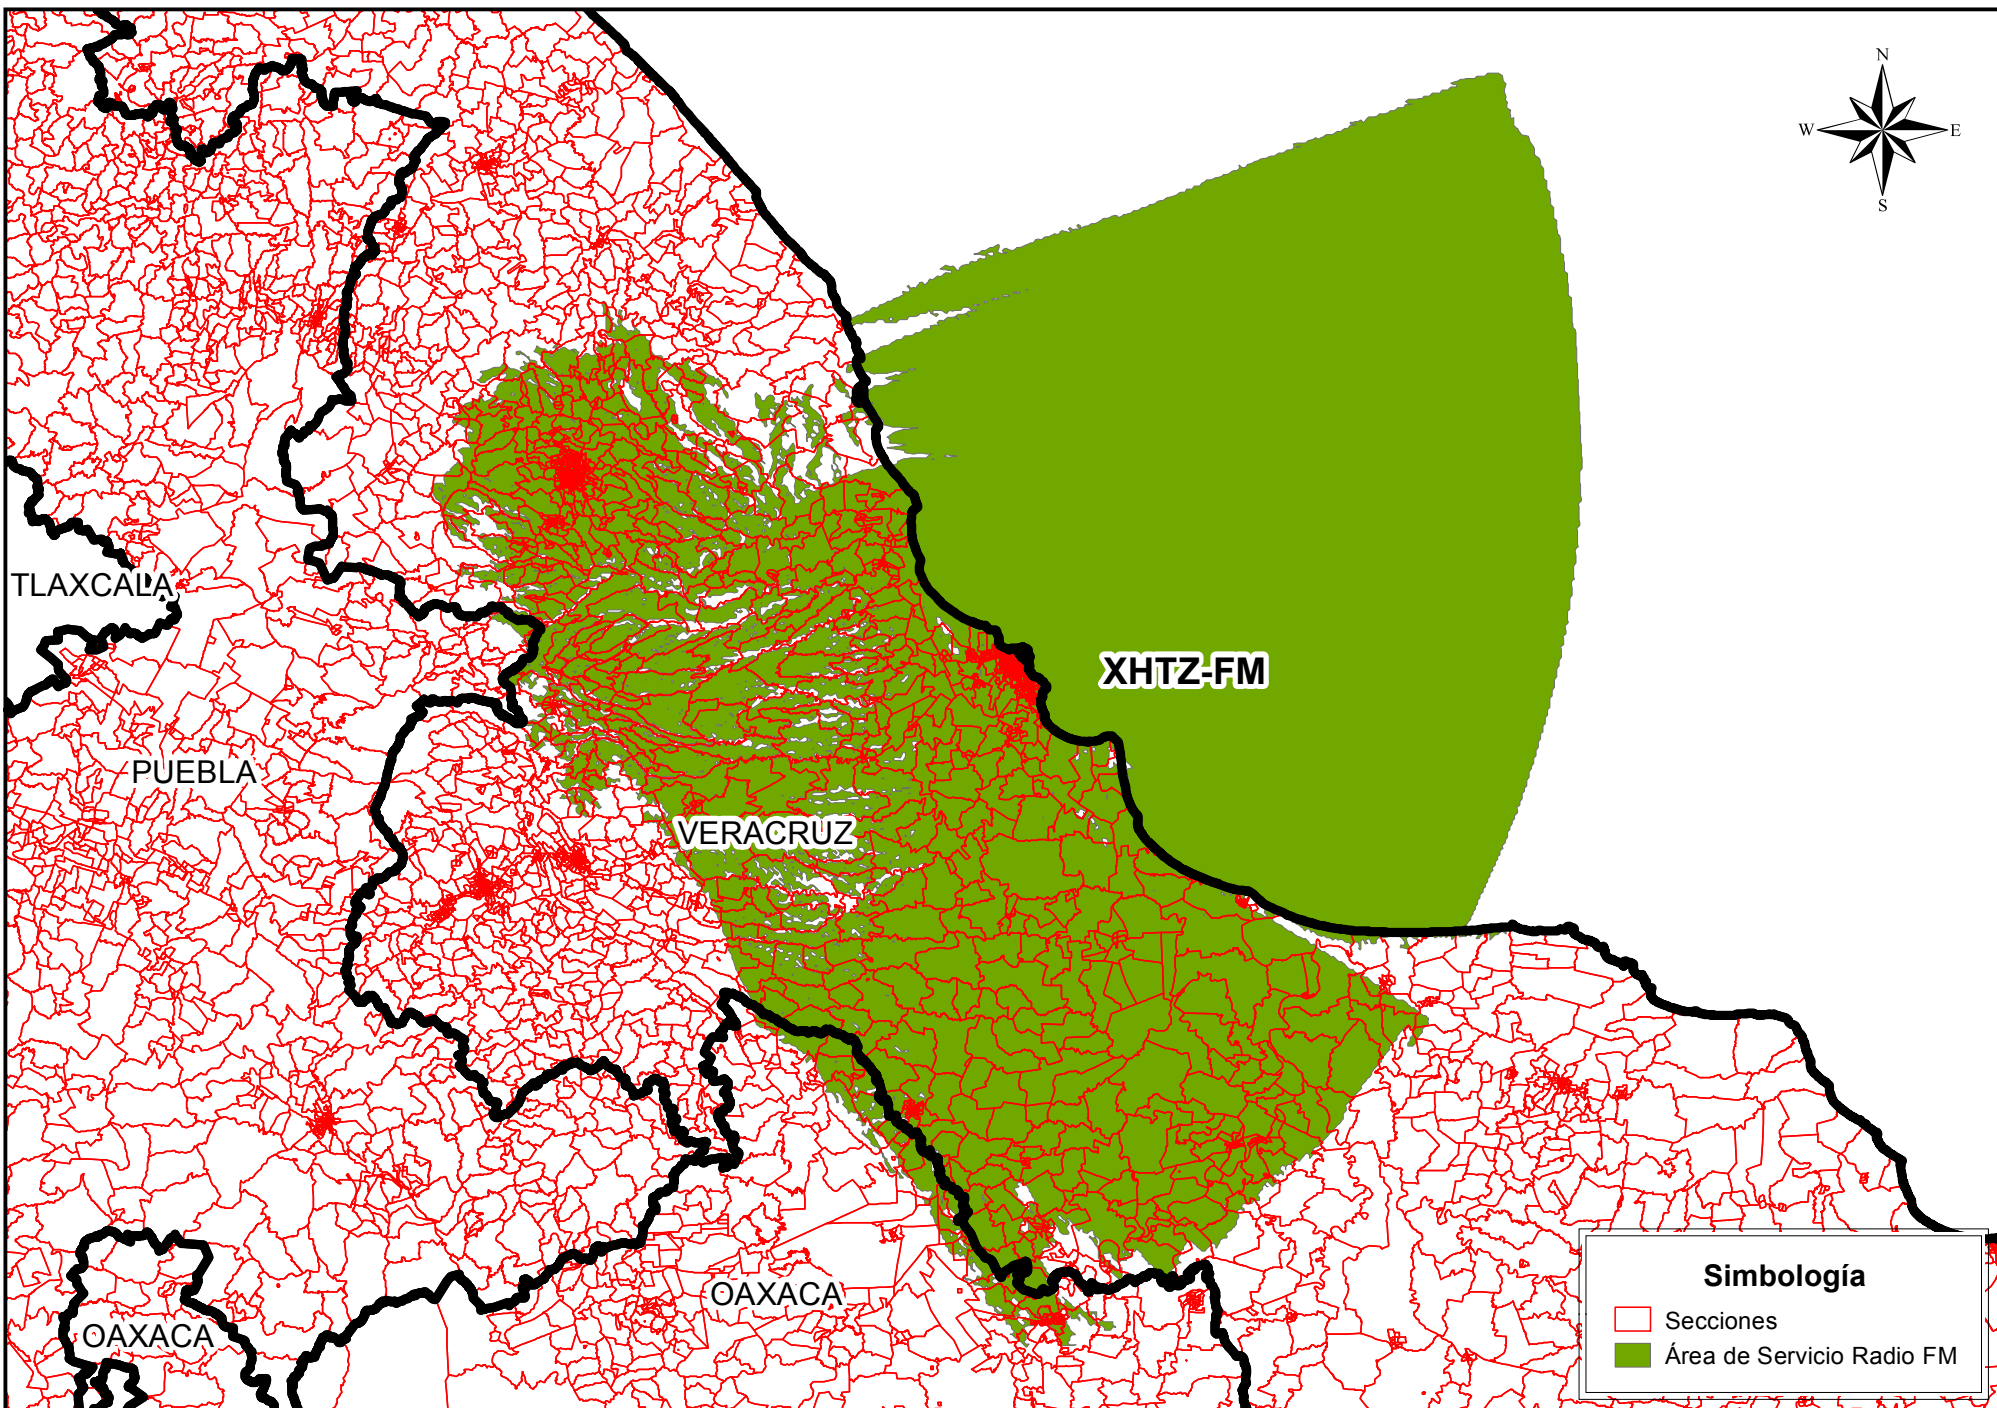 N
W E
S
TLAXCALA
XHTZ-FM
PUEBLA
VERACRUZ
OAXACA
OAXACA
Simbología
Secciones
Área de Servicio Radio FM